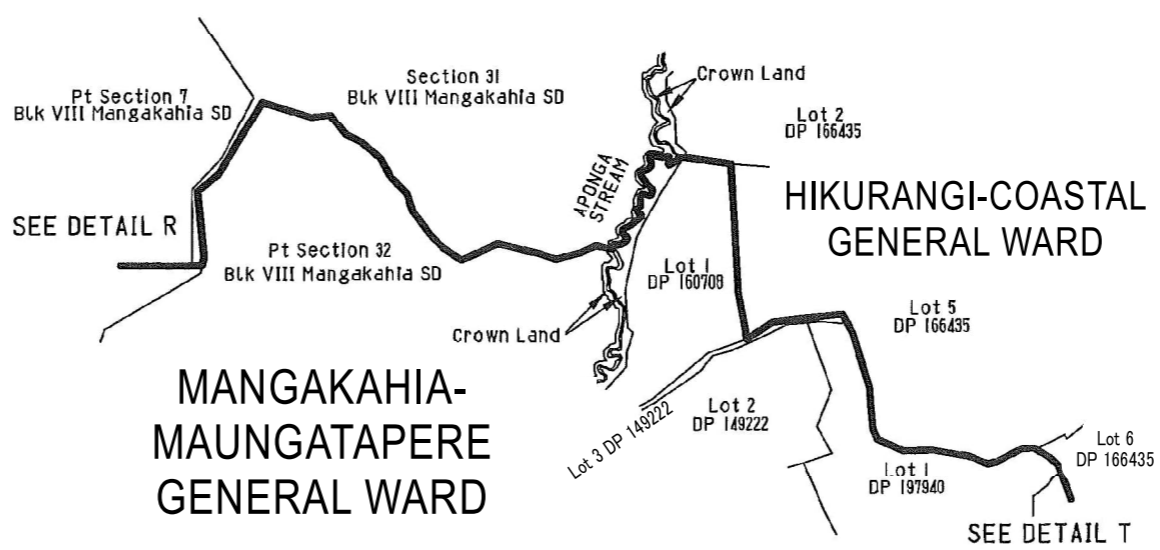 Pt Section 7
Blk VIII Mangakahia SD
Section 31
Blk VIII Mangakahia SD
Crown Land
Lot 2
DP 166435
APONGA
STREAM
HIKURANGI-COASTAL
GENERAL WARD
SEE DETAIL R
Pt Section 32
Blk VIII Mangakahia SD
Lot 1
DP 160708
Crown Land
Lot 5
DP 166435
MANGAKAHIA-
MAUNGATAPERE
GENERAL WARD
Lot 3 DP 149222
Lot 2
DP 149222
Lot 1
DP 197940
Lot 6
DP 166435
SEE DETAIL T